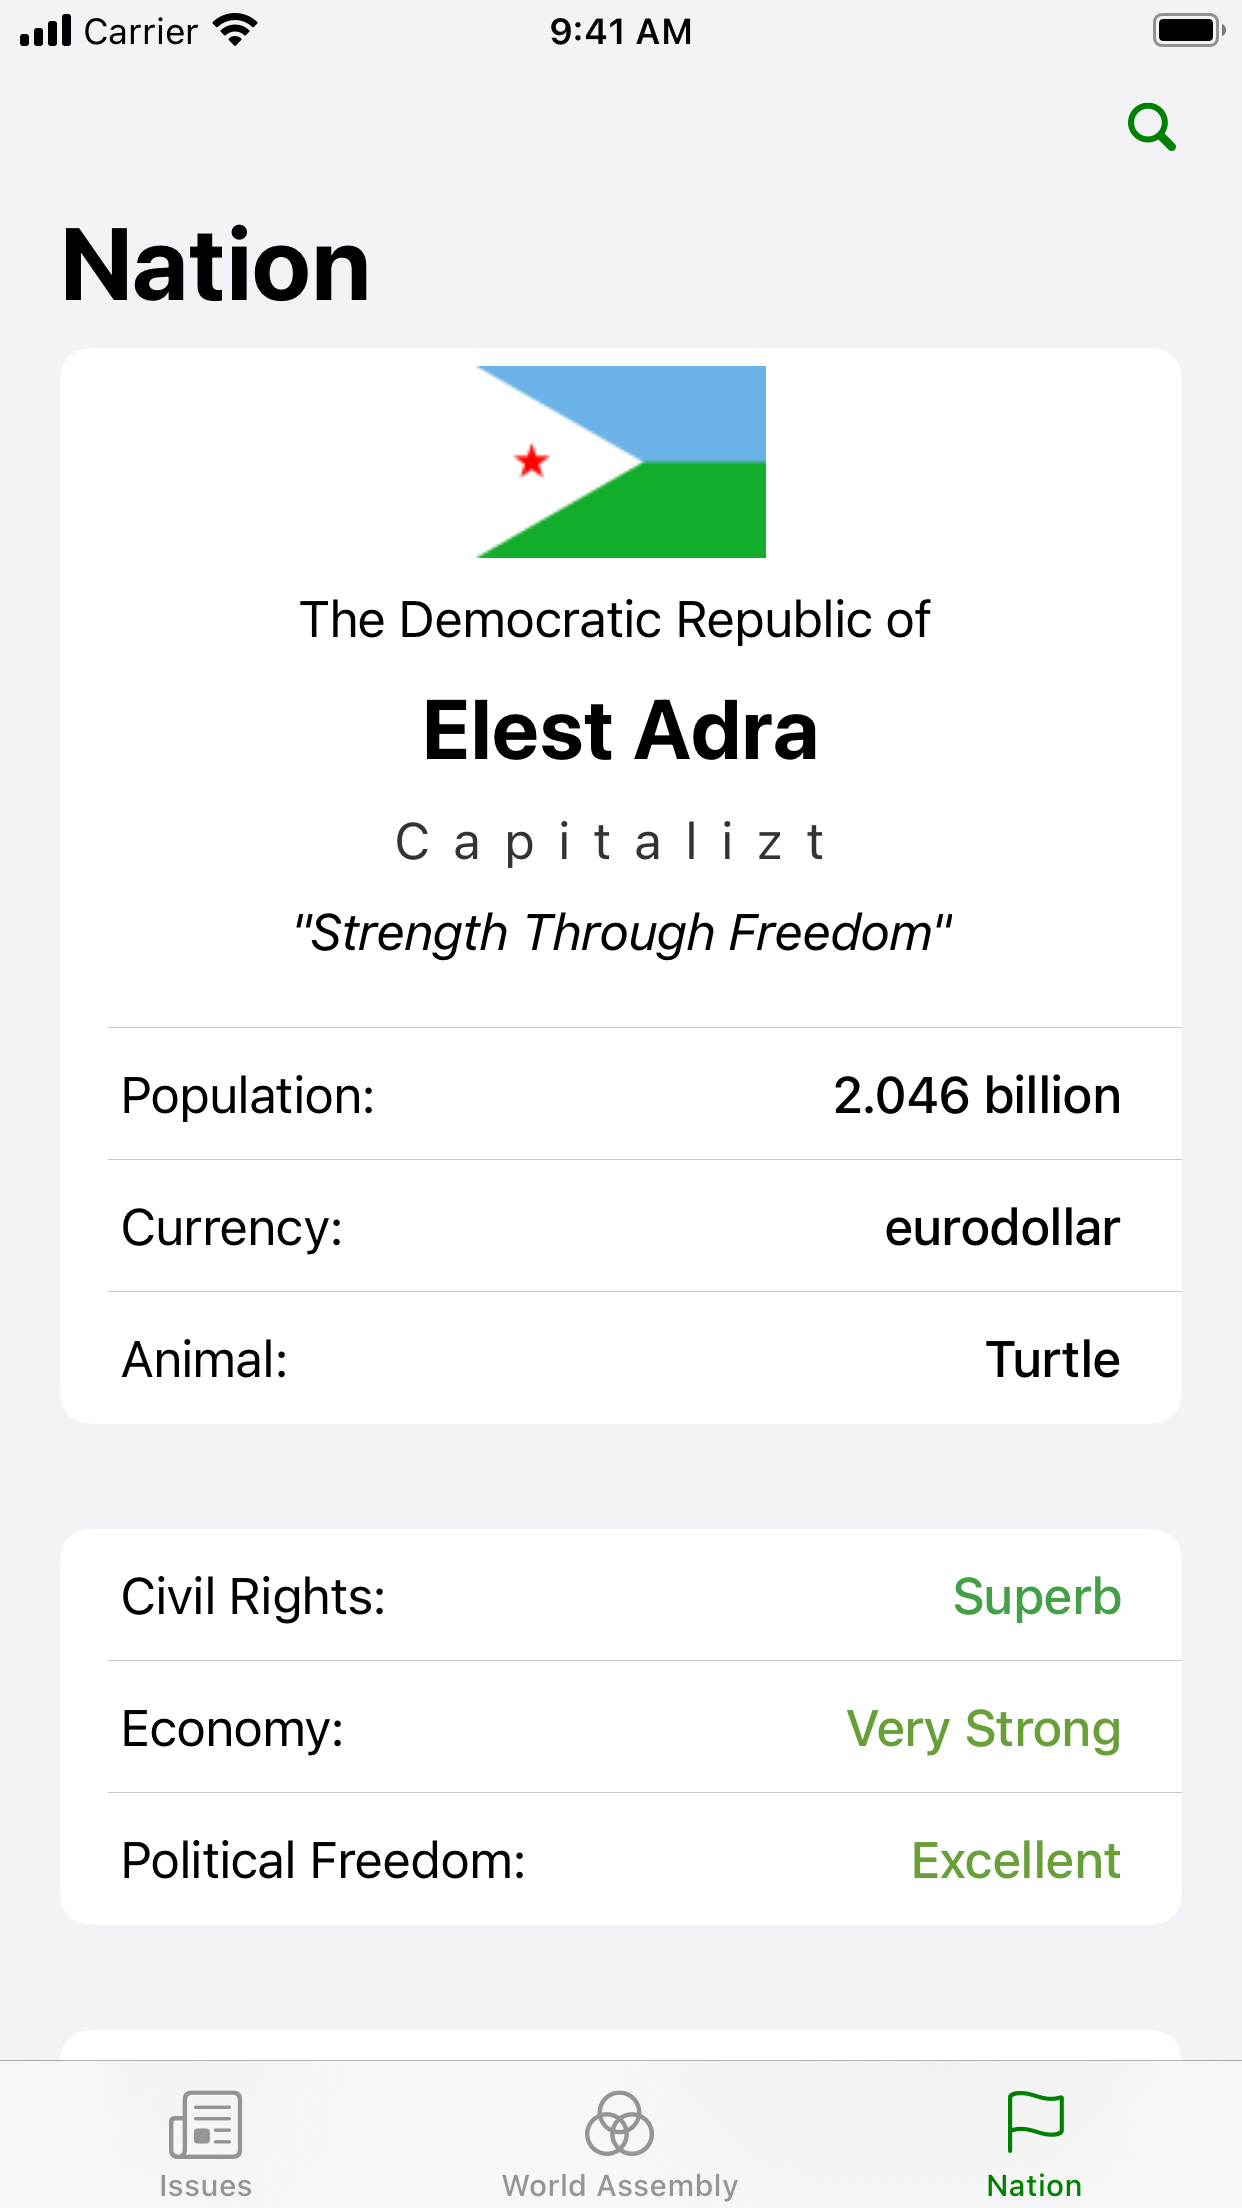 Carrier 9:41 AM
Nation
The Democratic Republic of
Elest Adra
Capitalizt
"Strength Through Freedom"
Population: 2.046 billion
Currency: eurodollar
Animal: Turtle
Civil Rights: Superb
Economy: Very Strong
Political Freedom: Excellent
Issues World Assembly Nation